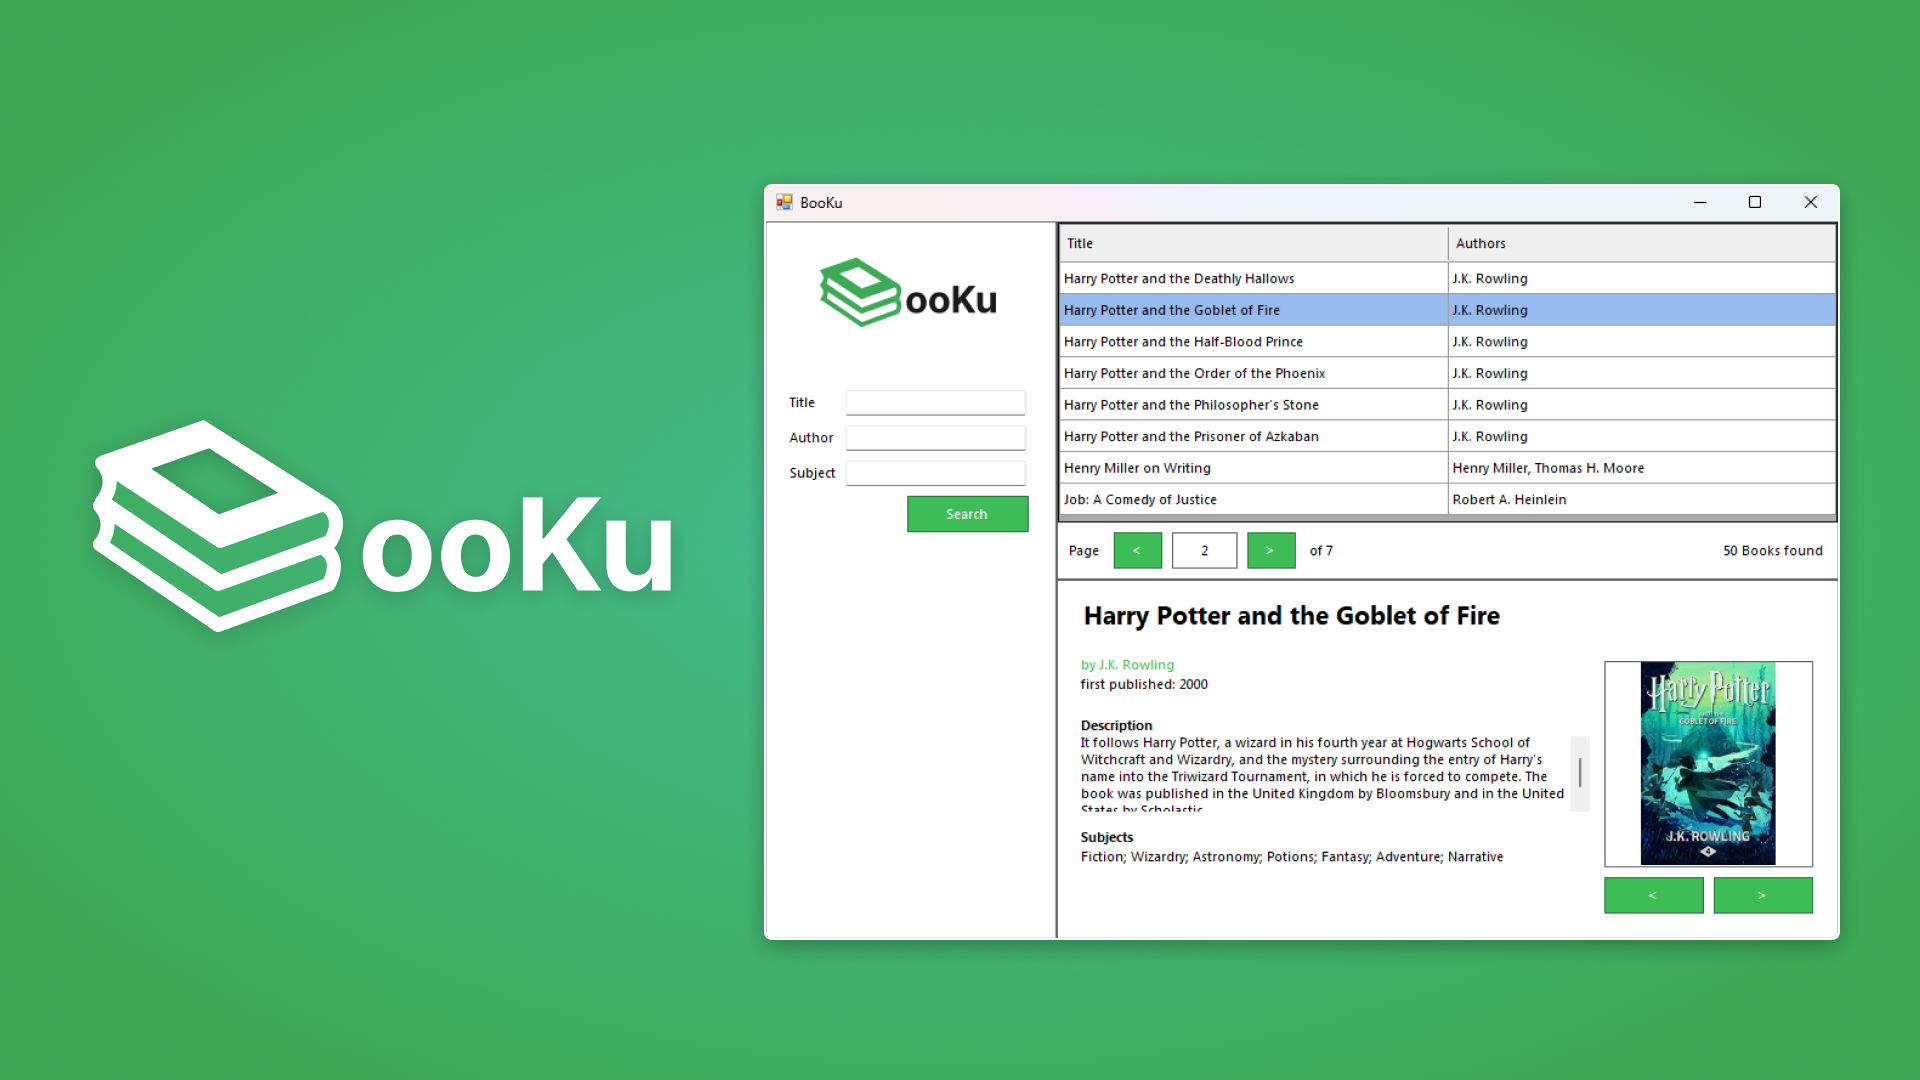 ooKu
BooKu
ooKu
Title
Author
Subject
Search
Title Authors
Harry Potter and the Deathly Hallows J.K. Rowling
Harry Potter and the Goblet of Fire J.K. Rowling
Harry Potter and the Half-Blood Prince J.K. Rowling
Harry Potter and the Order of the Phoenix J.K. Rowling
Harry Potter and the Philosopher's Stone J.K. Rowling
Harry Potter and the Prisoner of Azkaban J.K. Rowling
Henry Miller on Writing Henry Miller, Thomas H. Moore
Job: A Comedy of Justice Robert A. Heinlein
Page < 2 > of 7 50 Books found
Harry Potter and the Goblet of Fire
by J.K. Rowling
first published: 2000
Description
It follows Harry Potter, a wizard in his fourth year at Hogwarts School of
Witchcraft and Wizardry, and the mystery surrounding the entry of Harry's
name into the Triwizard Tournament, in which he is forced to compete. The
book was published in the United Kingdom by Bloomsbury and in the United
States by Scholastic
Subjects
Fiction; Wizardry; Astronomy; Potions; Fantasy; Adventure; Narrative
Harry Potter
AND THE
GOBLET OF FIRE
J.K. ROWLING
4
< >